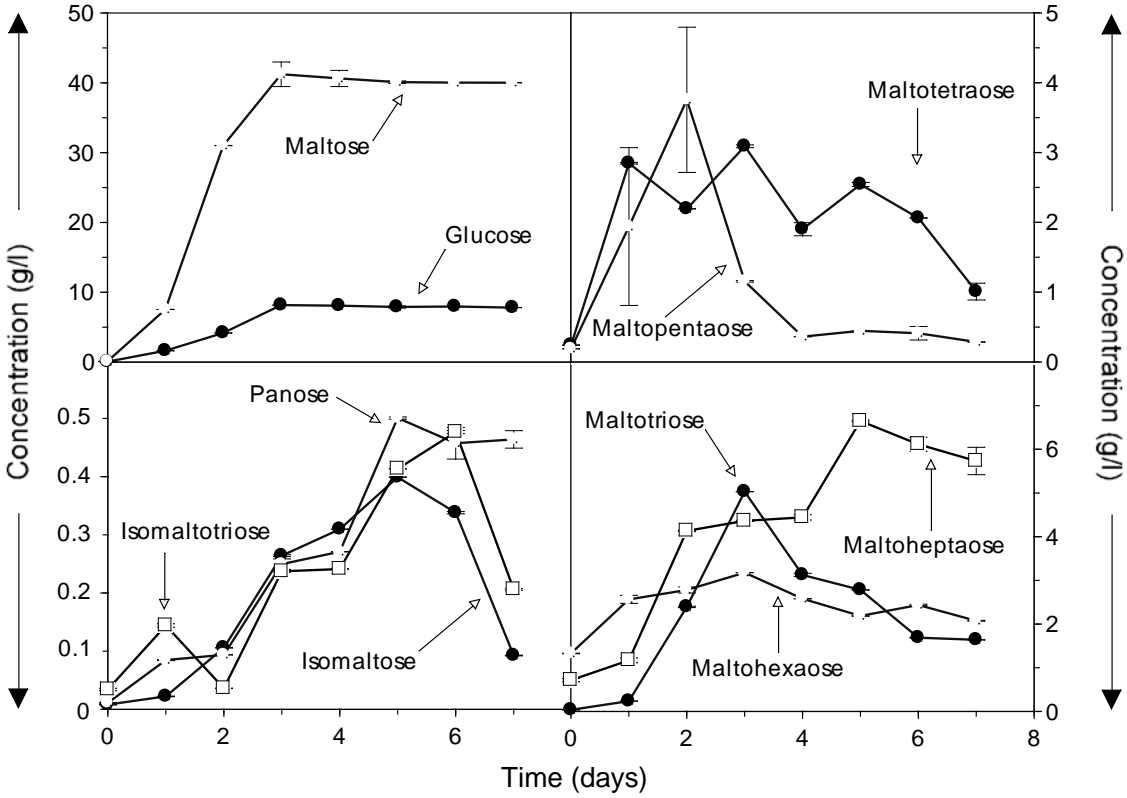 50
40
30
20
10
0
Maltose
Glucose
5
4
3
2
1
0
Maltotetraose
Maltopentaose
Concentration (g/l)
Concentration (g/l)
0.5
0.4
0.3
0.2
0.1
0
Panose
Isomaltotriose
Isomaltose
6
4
2
0
Maltotriose
Maltoheptaose
Maltohexaose
0 2 4 6 0 2 4 6 8
Time (days)